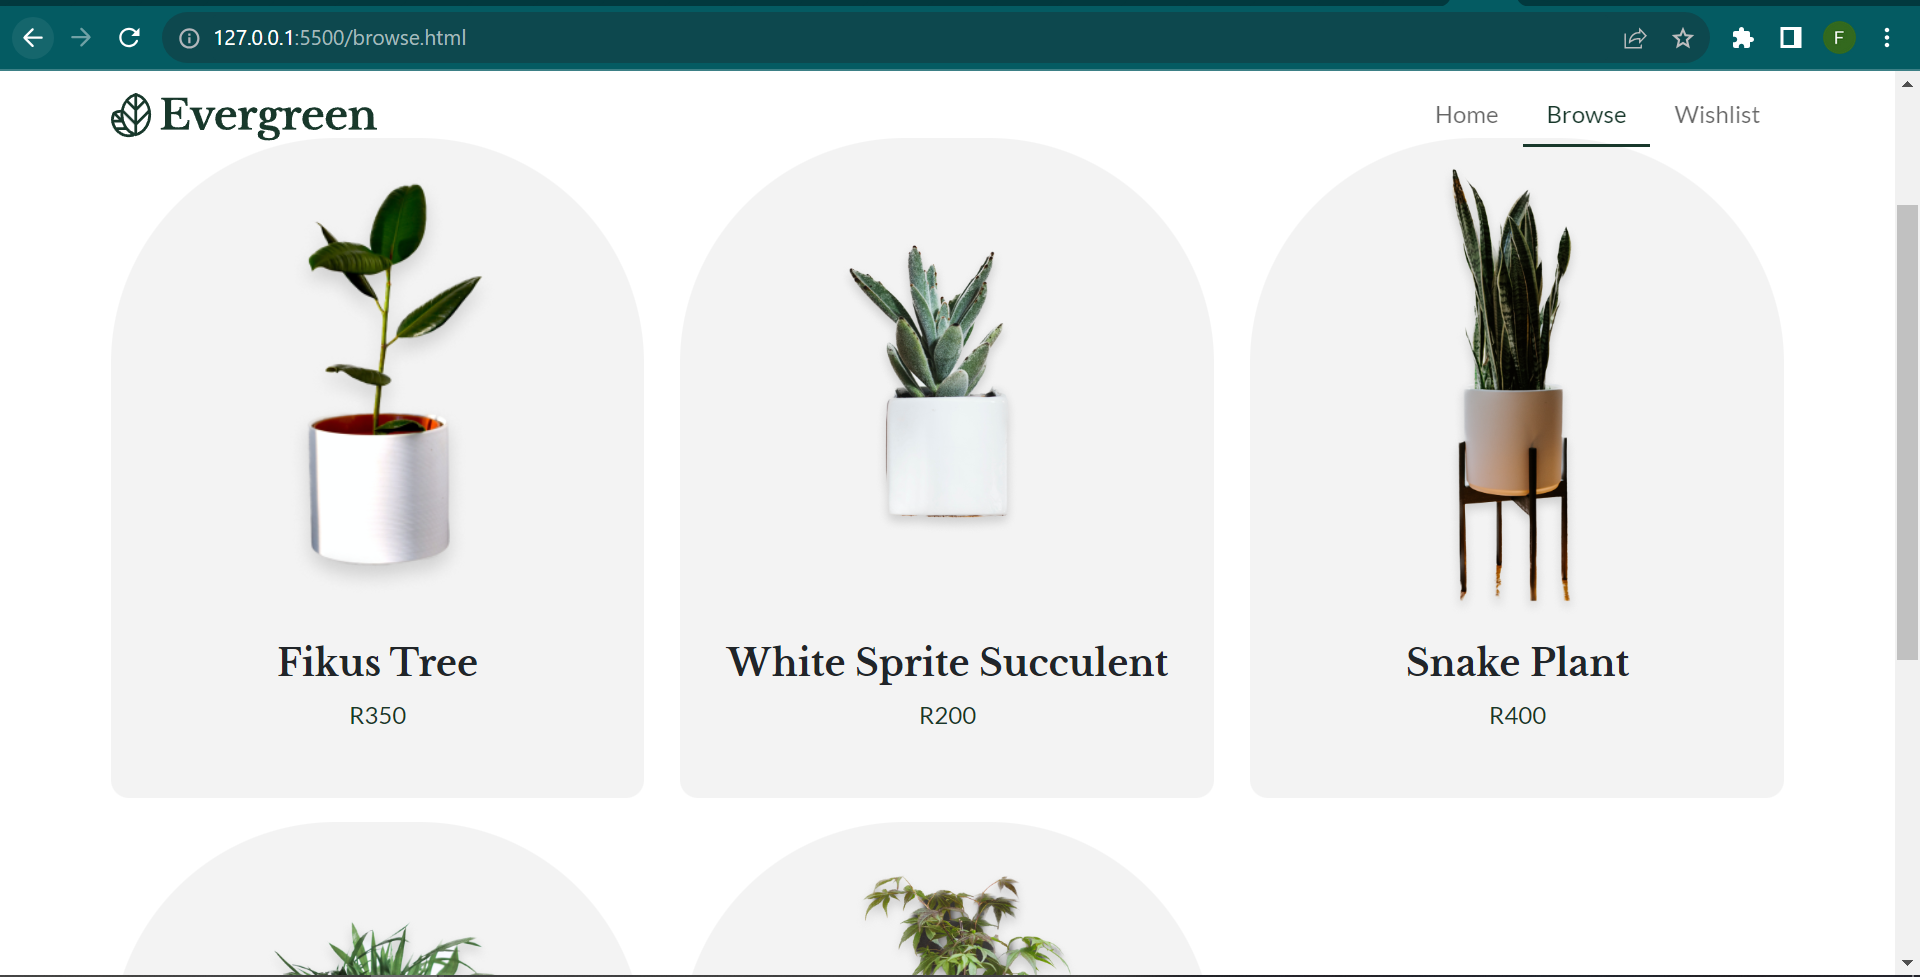 127.0.0.1:5500/browse.html
F
Evergreen
Home Browse Wishlist
Fikus Tree
R350
White Sprite Succulent
R200
Snake Plant
R400